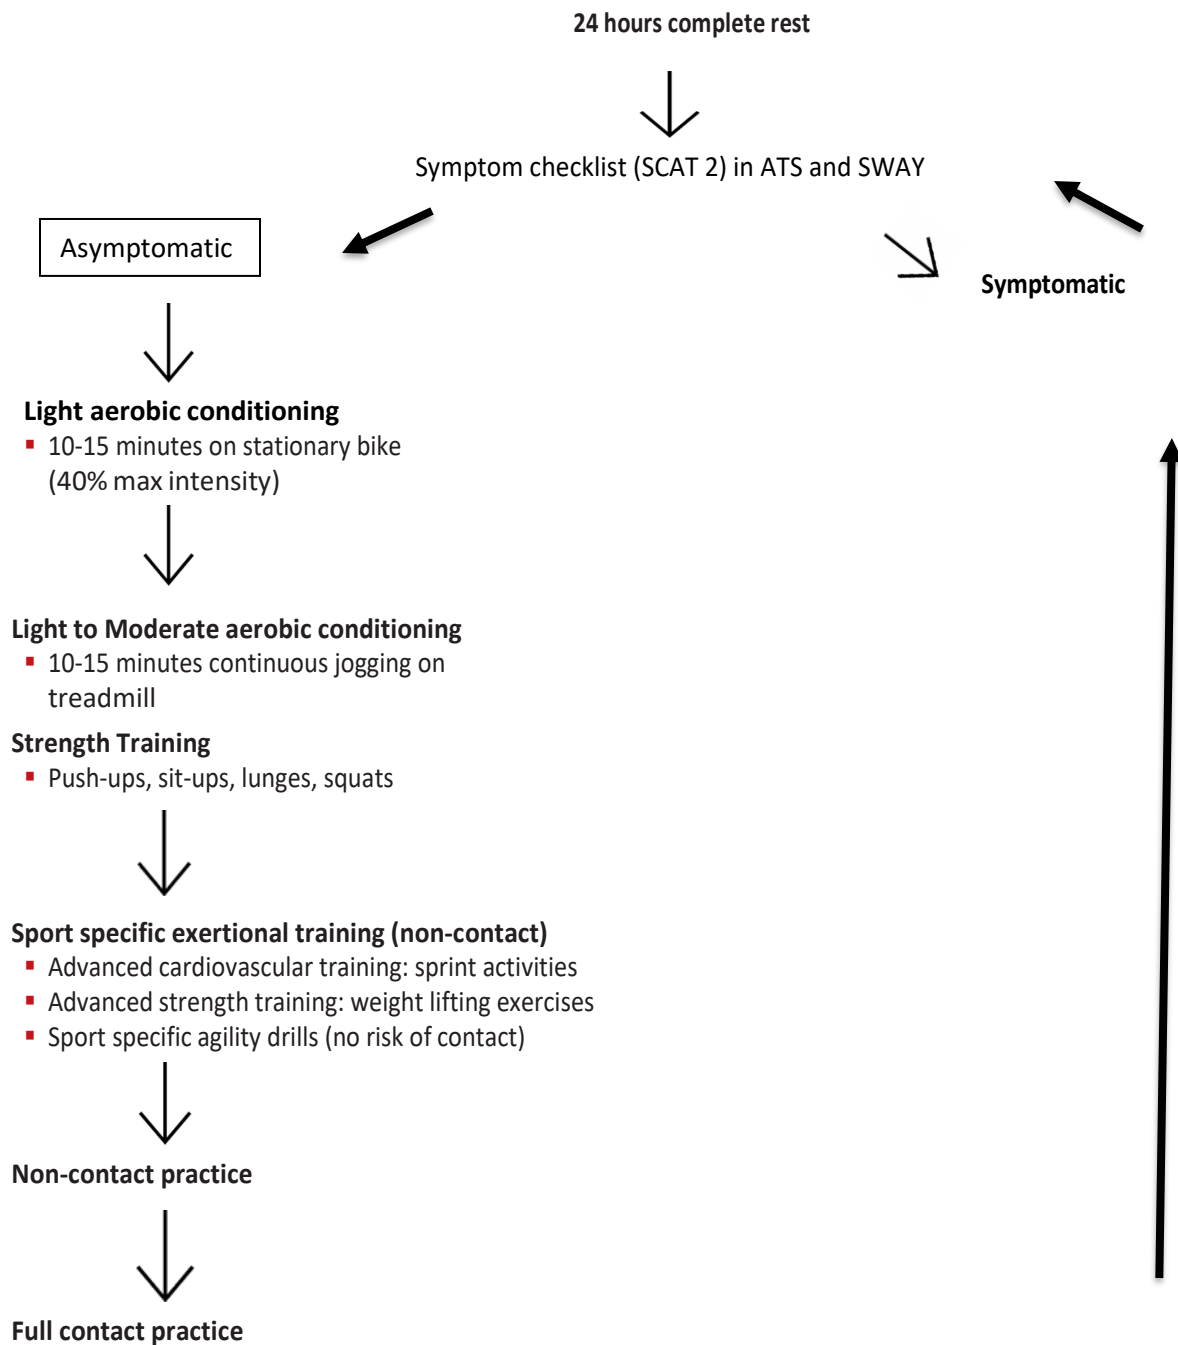 24 hours complete rest
Symptom checklist (SCAT 2) in ATS and SWAY
Asymptomatic
Symptomatic
Light aerobic conditioning
▪ 10-15 minutes on stationary bike
(40% max intensity)
Light to Moderate aerobic conditioning
▪ 10-15 minutes continuous jogging on
treadmill
Strength Training
▪ Push-ups, sit-ups, lunges, squats
Sport specific exertional training (non-contact)
▪ Advanced cardiovascular training: sprint activities
▪ Advanced strength training: weight lifting exercises
▪ Sport specific agility drills (no risk of contact)
Non-contact practice
Full contact practice